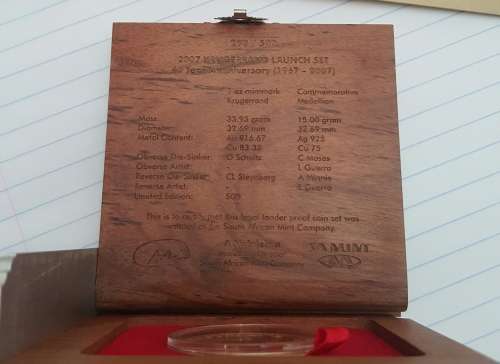 2007 KRUGERRAND LAUNCH SET
40 Year Anniversary (1967 - 2007)
1 oz mintmark Commemorative
Krugerrand Medallion
Mass: 33.93 gram 15.00 gram
Diameter: 32.69 mm 32.69 mm
Metal Content: Au 916.67 Ag 925
Cu 83.33 Cu 75
Obverse Die-Sinker: O Schultz C Moses
Obverse Artist: - L Guerra
Reverse Die-Sinker: CL Steynberg A Minnie
Reverse Artist: - L Guerra
Limited Edition: 500
This is to certify that this legal tender proof coin set was
minted at the South African Mint Company.
SA MINT